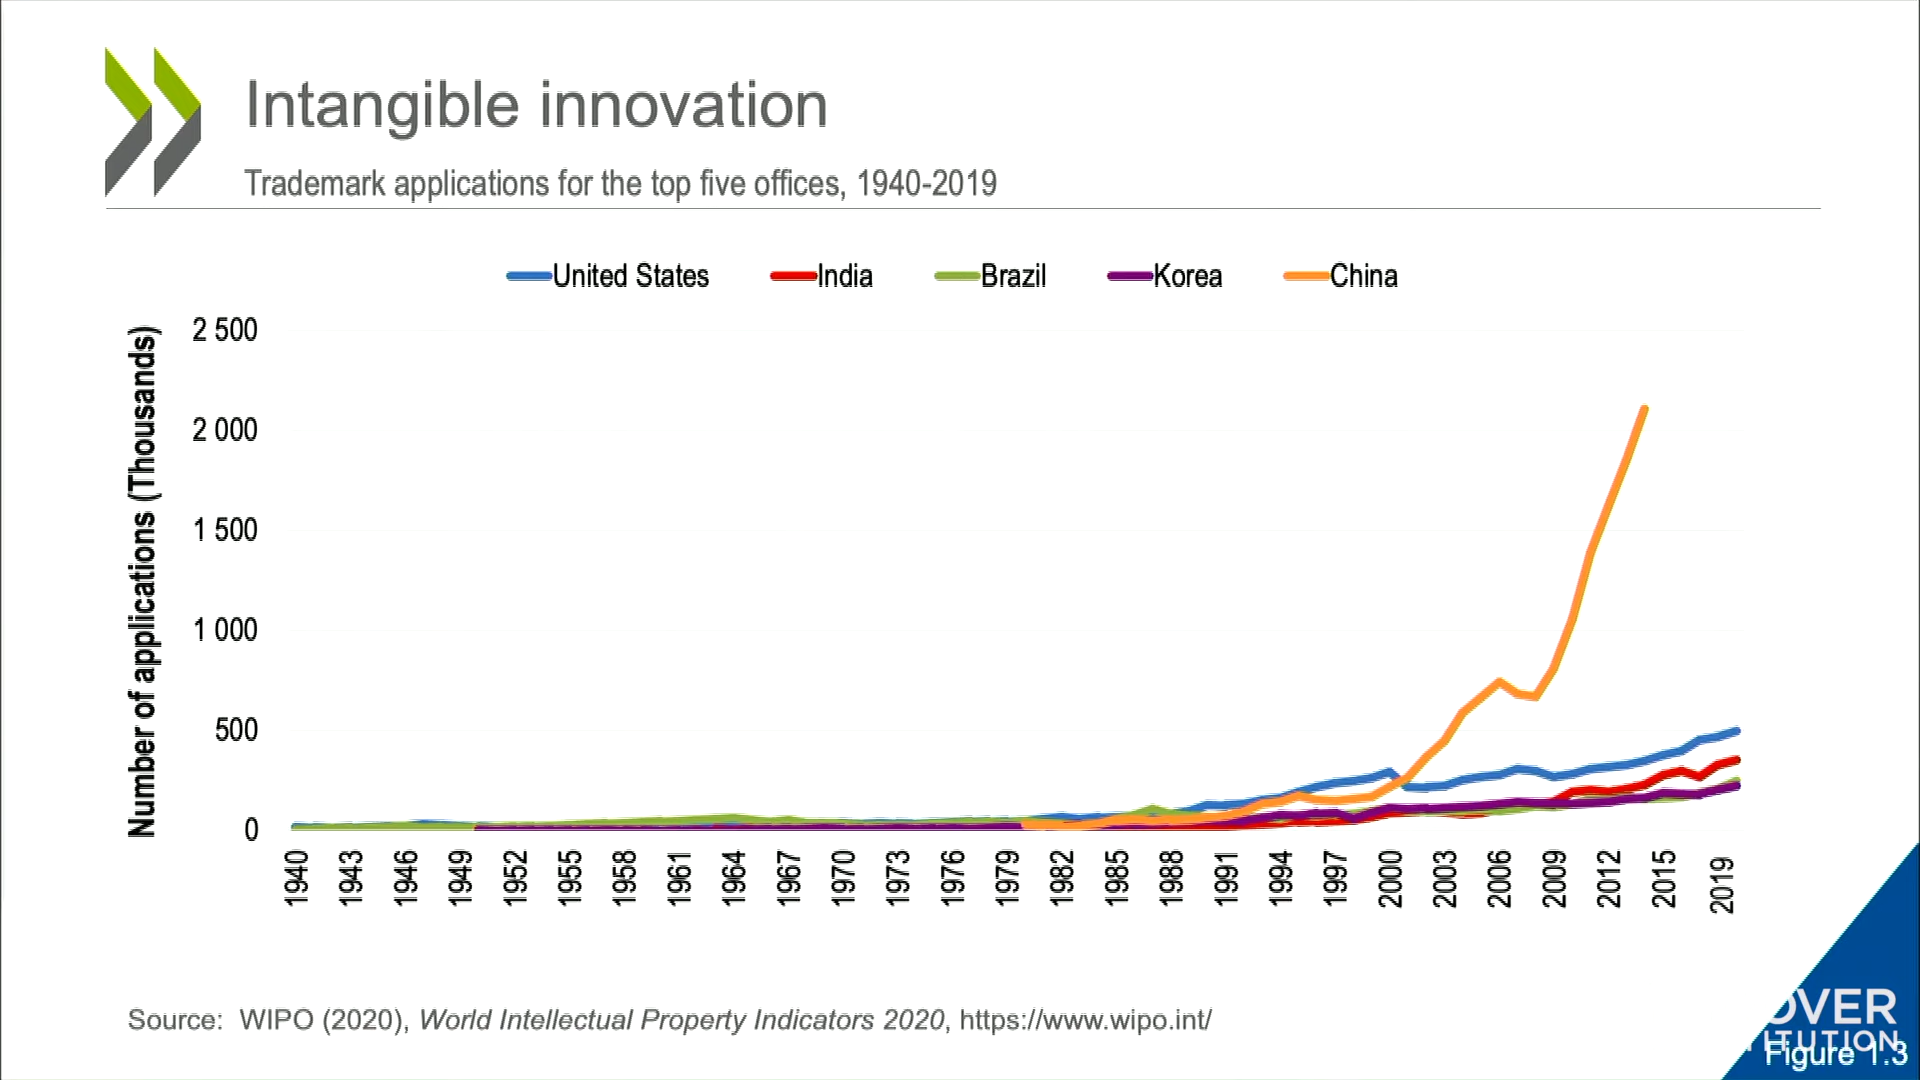 Intangible innovation
Trademark applications for the top five offices, 1940-2019
United States India Brazil Korea China
Number of applications (Thousands)
2 500
2 000
1 500
1 000
500
0
1940 1943 1946 1949 1952 1955 1958 1961 1964 1967 1970 1973 1976 1979 1982 1985 1988 1991 1994 1997 2000 2003 2006 2009 2012 2015 2019
Source: WIPO (2020), World Intellectual Property Indicators 2020, https://www.wipo.int/
OVER
TITUTION
Figure 1.3